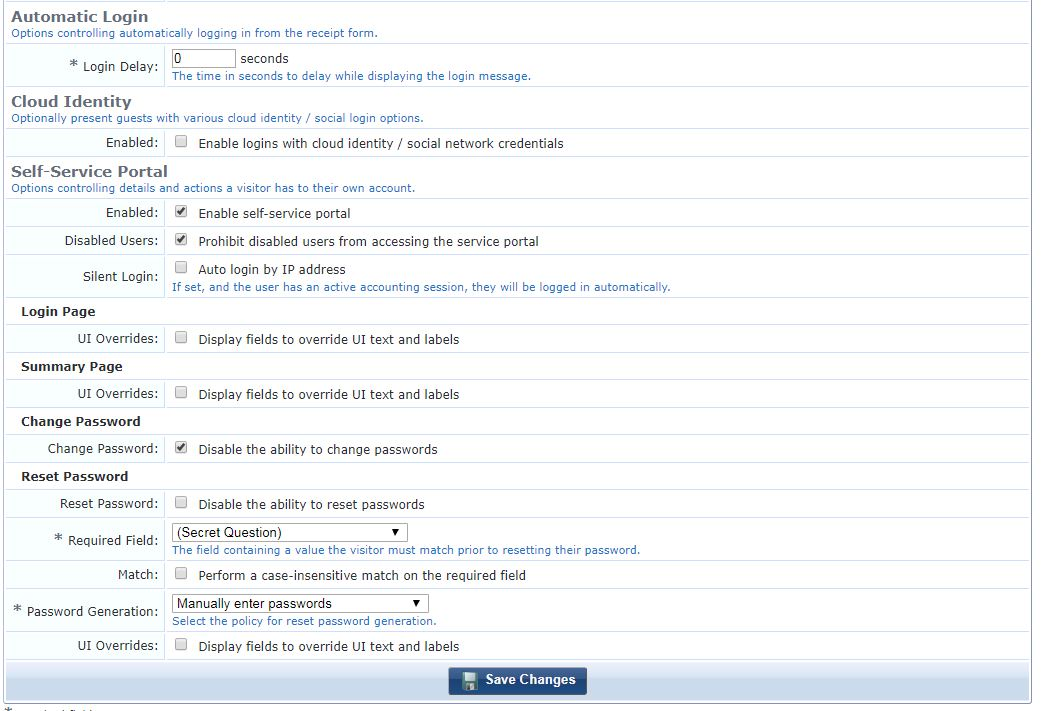 Automatic Login
Options controlling automatically logging in from the receipt form.
* Login Delay: 0 seconds
The time in seconds to delay while displaying the login message.
Cloud Identity
Optionally present guests with various cloud identity / social login options.
Enabled: Enable logins with cloud identity / social network credentials
Self-Service Portal
Options controlling details and actions a visitor has to their own account.
Enabled: Enable self-service portal
Disabled Users: Prohibit disabled users from accessing the service portal
Silent Login: Auto login by IP address
If set, and the user has an active accounting session, they will be logged in automatically.
Login Page
UI Overrides: Display fields to override UI text and labels
Summary Page
UI Overrides: Display fields to override UI text and labels
Change Password
Change Password: Disable the ability to change passwords
Reset Password
Reset Password: Disable the ability to reset passwords
* Required Field: (Secret Question)
The field containing a value the visitor must match prior to resetting their password.
Match: Perform a case-insensitive match on the required field
* Password Generation: Manually enter passwords
Select the policy for reset password generation.
UI Overrides: Display fields to override UI text and labels
Save Changes
*